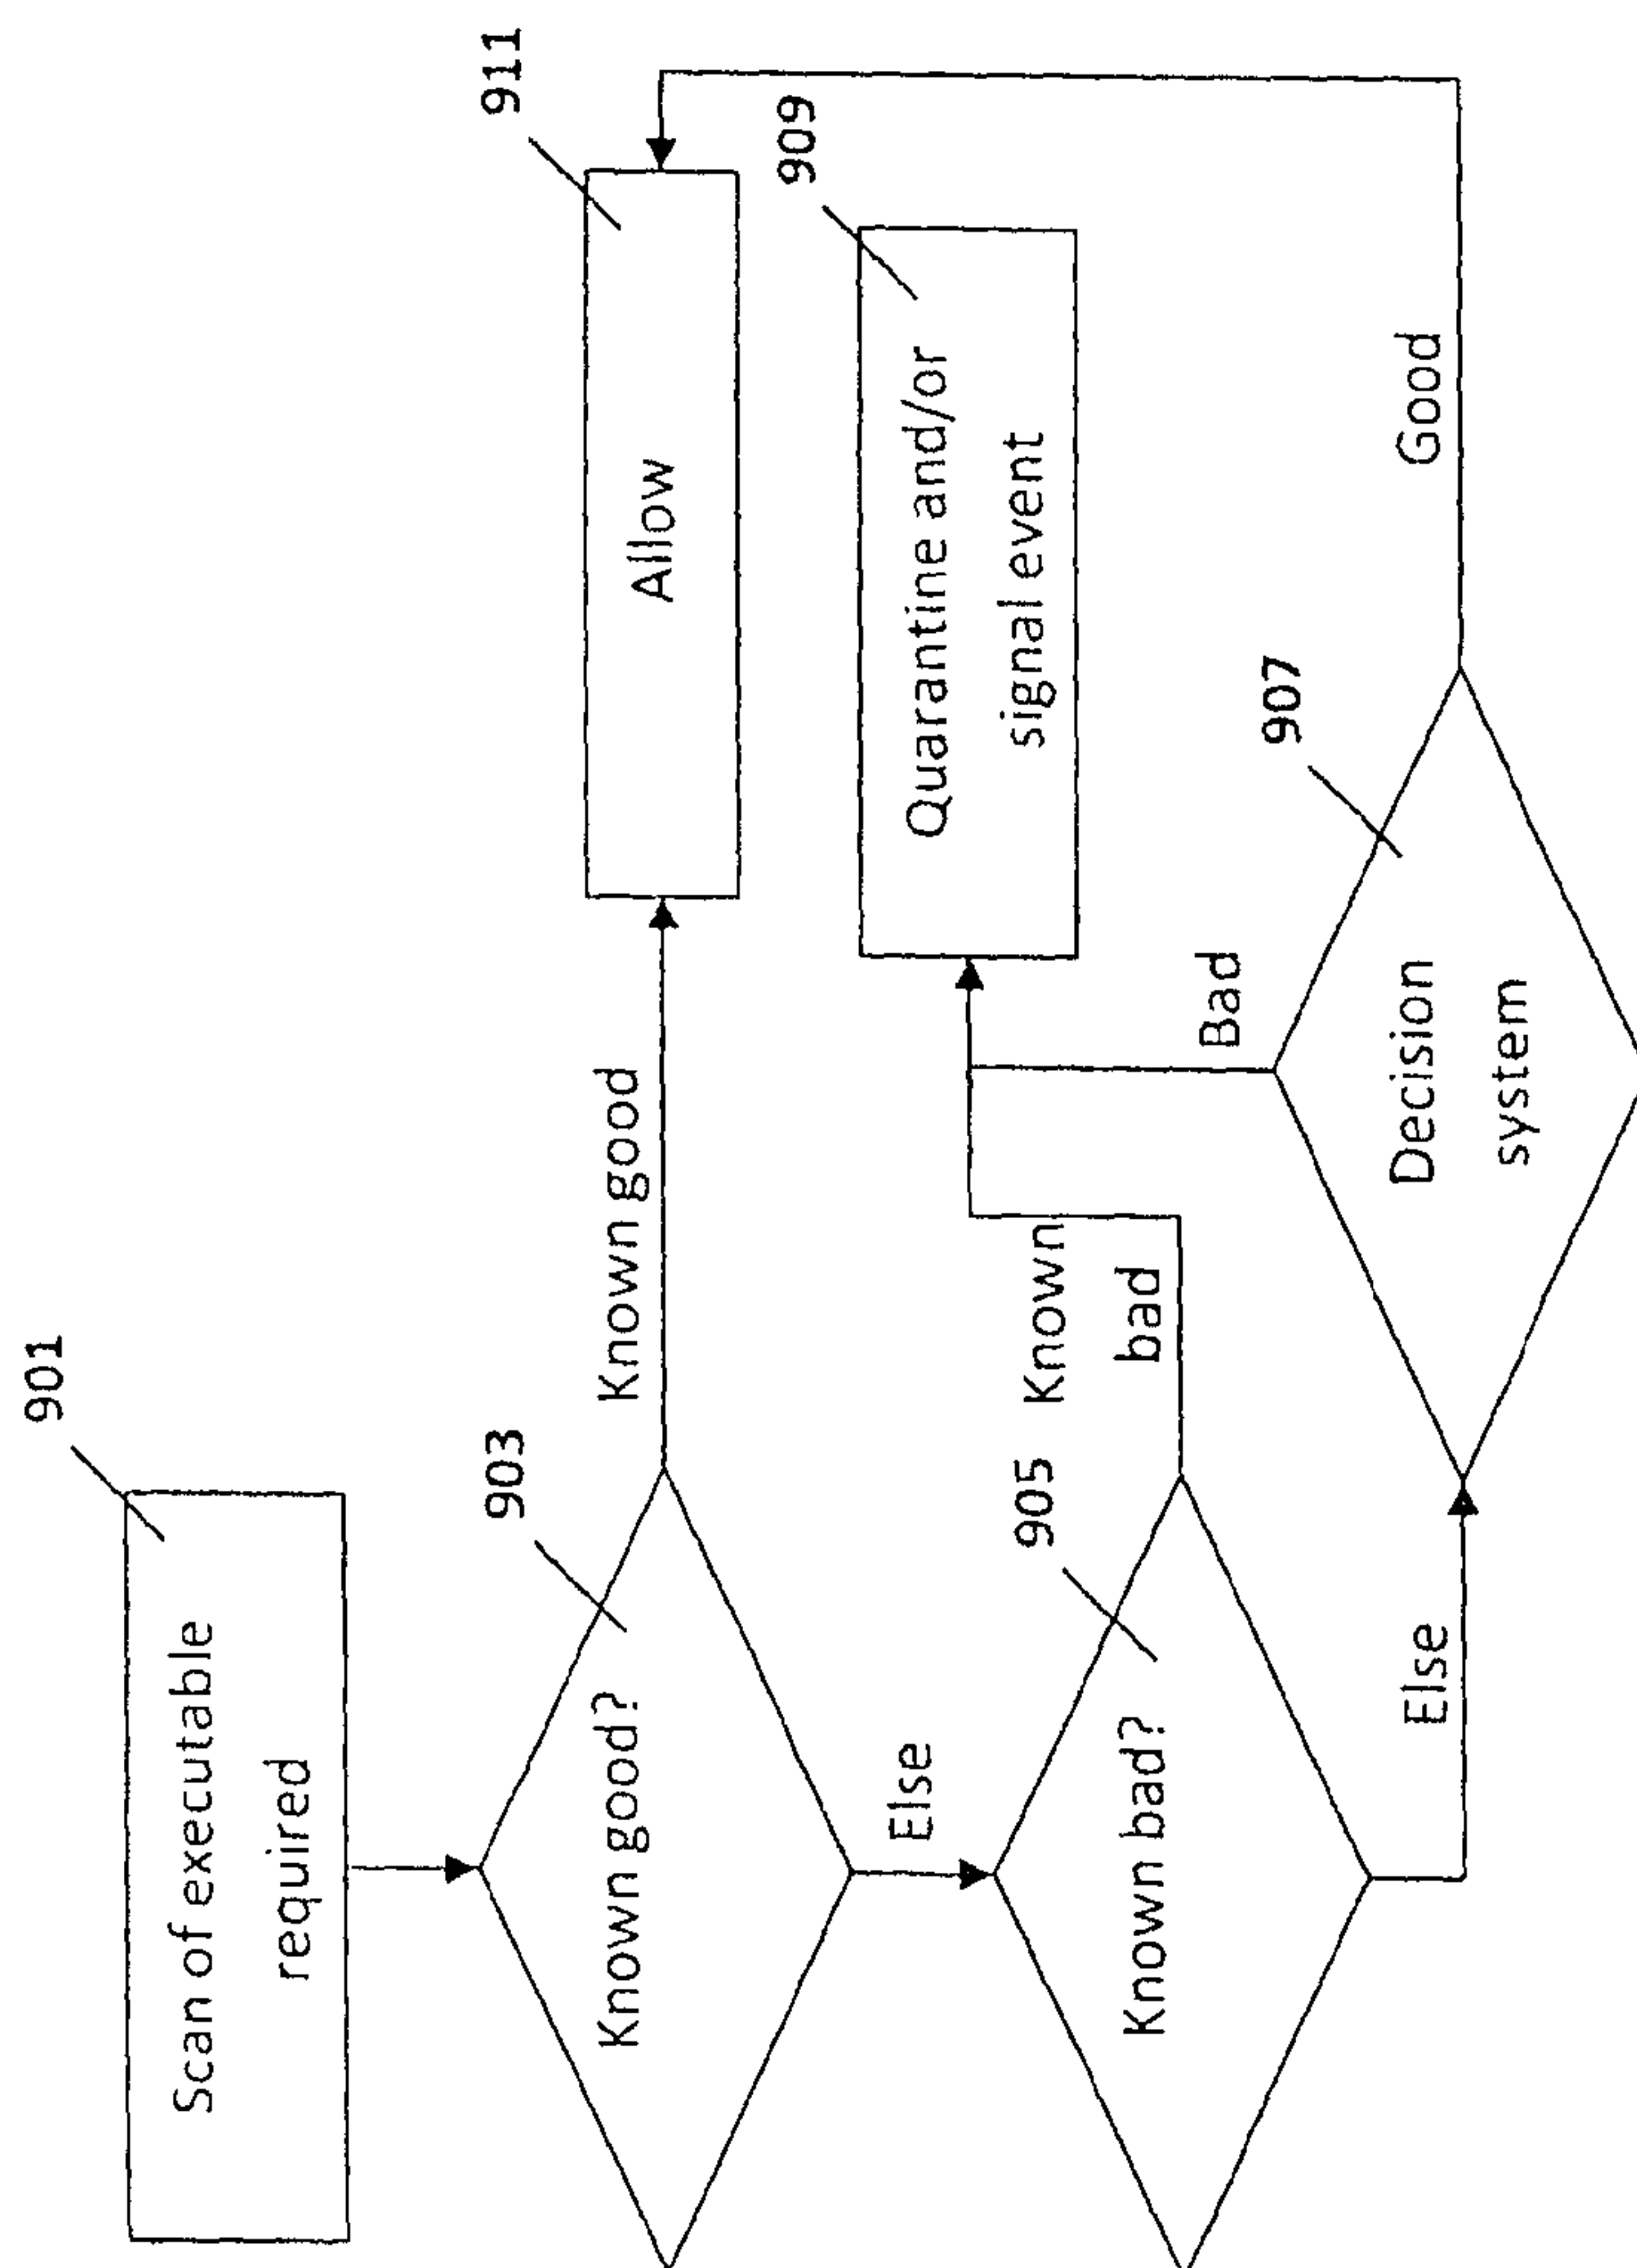 901
Scan of executable
required
903
Known good?
Known good
911
Allow
Else
905
Known bad?
Known
bad
909
Quarantine and/or
signal event
Else
907
Decision
system
Bad
Good